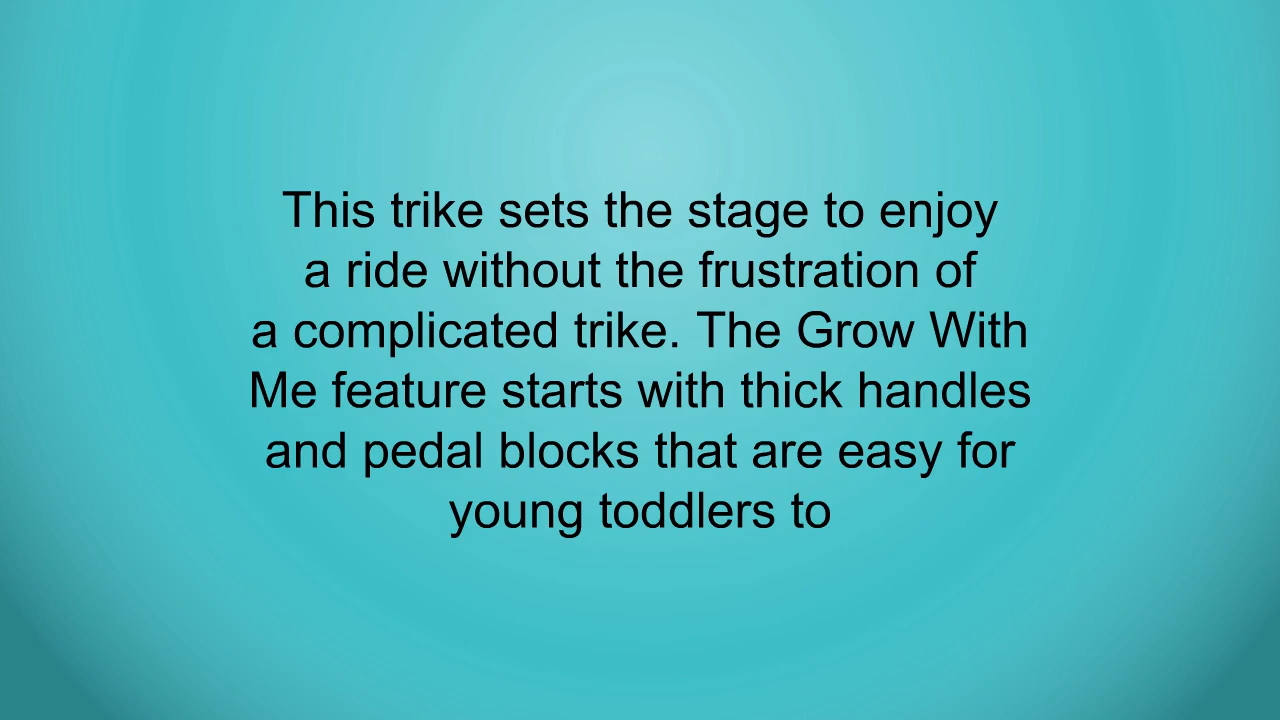 This trike sets the stage to enjoy
a ride without the frustration of
a complicated trike. The Grow With
Me feature starts with thick handles
and pedal blocks that are easy for
young toddlers to